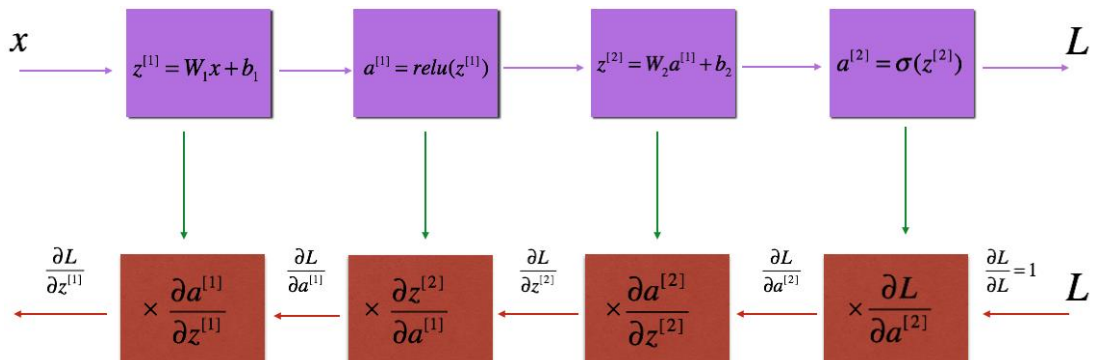 x
z^{[1]} = W_1 x + b_1
a^{[1]} = relu(z^{[1]})
z^{[2]} = W_2 a^{[1]} + b_2
a^{[2]} = σ(z^{[2]})
L
∂L/∂z^{[1]}
× ∂a^{[1]}/∂z^{[1]}
∂L/∂a^{[1]}
× ∂z^{[2]}/∂a^{[1]}
∂L/∂z^{[2]}
× ∂a^{[2]}/∂z^{[2]}
∂L/∂a^{[2]}
× ∂L/∂a^{[2]}
∂L/∂L = 1
L